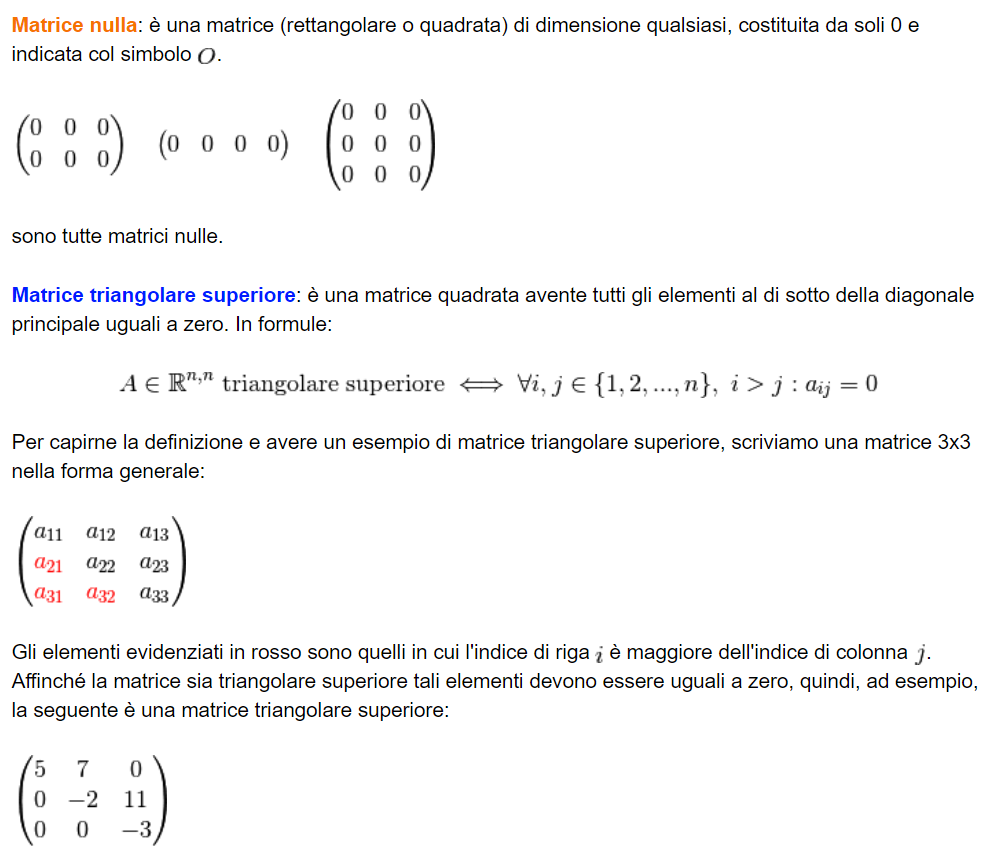 Matrice nulla: è una matrice (rettangolare o quadrata) di dimensione qualsiasi, costituita da soli 0 e
indicata col simbolo O.
(0 0 0
0 0 0) (0 0 0 0) (0 0 0
0 0 0
0 0 0)
sono tutte matrici nulle.
Matrice triangolare superiore: è una matrice quadrata avente tutti gli elementi al di sotto della diagonale
principale uguali a zero. In formule:
A ∈ ℝⁿ,ⁿ triangolare superiore ⟺ ∀i, j ∈ {1, 2, ..., n}, i > j : aᵢⱼ = 0
Per capirne la definizione e avere un esempio di matrice triangolare superiore, scriviamo una matrice 3x3
nella forma generale:
(a₁₁ a₁₂ a₁₃
a₂₁ a₂₂ a₂₃
a₃₁ a₃₂ a₃₃)
Gli elementi evidenziati in rosso sono quelli in cui l'indice di riga i è maggiore dell'indice di colonna j.
Affinché la matrice sia triangolare superiore tali elementi devono essere uguali a zero, quindi, ad esempio,
la seguente è una matrice triangolare superiore:
(5 7 0
0 −2 11
0 0 −3)